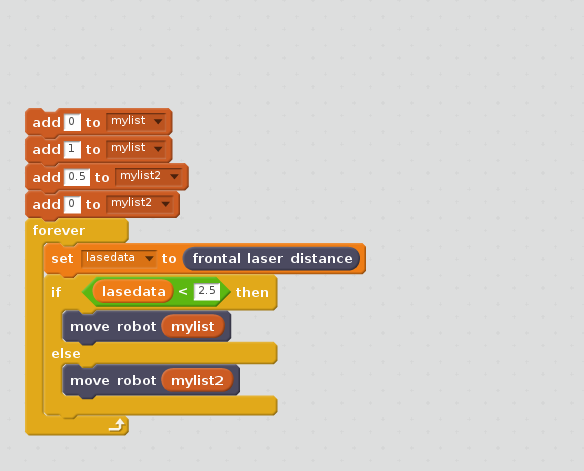 add 0 to mylist
add 1 to mylist
add 0.5 to mylist2
add 0 to mylist2
forever
set lasedata to frontal laser distance
if lasedata < 2.5 then
move robot mylist
else
move robot mylist2